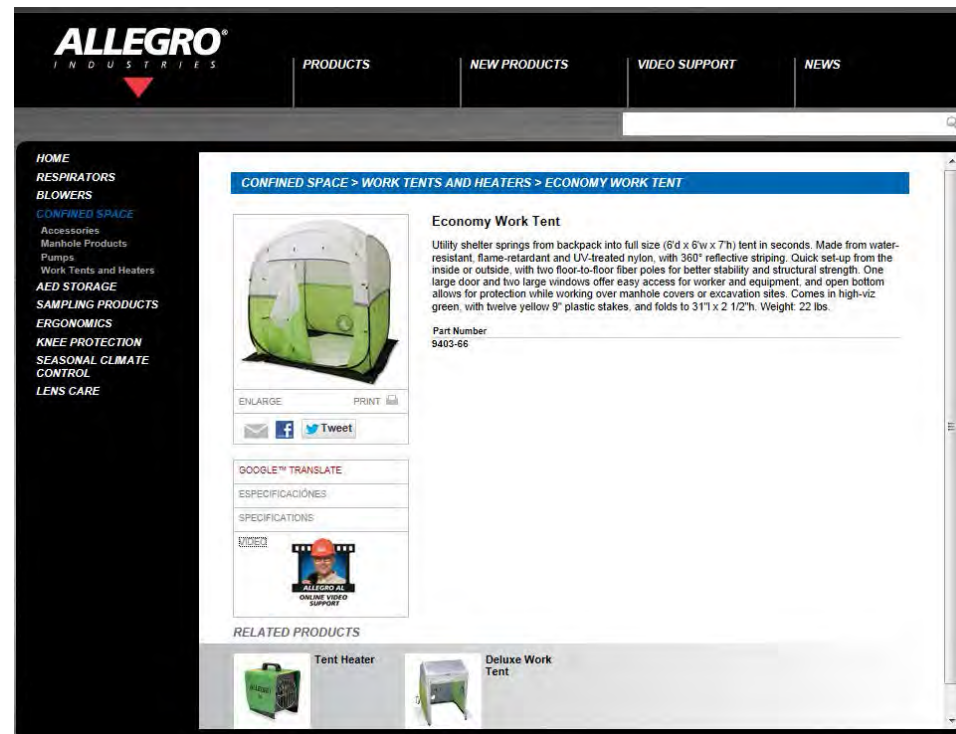 ALLEGRO®
INDUSTRIES
PRODUCTS
NEW PRODUCTS
VIDEO SUPPORT
NEWS
HOME
RESPIRATORS
BLOWERS
CONFINED SPACE
Accessories
Manhole Products
Pumps
Work Tents and Heaters
AED STORAGE
SAMPLING PRODUCTS
ERGONOMICS
KNEE PROTECTION
SEASONAL CLIMATE
CONTROL
LENS CARE
CONFINED SPACE > WORK TENTS AND HEATERS > ECONOMY WORK TENT
Economy Work Tent
Utility shelter springs from backpack into full size (6'd x 6'w x 7'h) tent in seconds. Made from water-
resistant, flame-retardant and UV-treated nylon, with 360° reflective striping. Quick set-up from the
inside or outside, with two floor-to-floor fiber poles for better stability and structural strength. One
large door and two large windows offer easy access for worker and equipment, and open bottom
allows for protection while working over manhole covers or excavation sites. Comes in high-viz
green, with twelve yellow 9" plastic stakes, and folds to 31"l x 2 1/2"h. Weight: 22 lbs.
Part Number
9403-66
ENLARGE
PRINT
Tweet
GOOGLE™ TRANSLATE
ESPECIFICACIÓNES
SPECIFICATIONS
VIDEO
ALLEGRO AL
ONLINE VIDEO
SUPPORT
RELATED PRODUCTS
Tent Heater
ALLEGRO
Deluxe Work
Tent